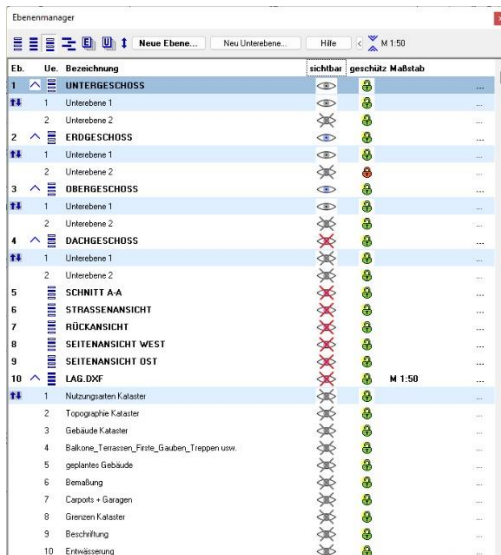 Ebenenmanager
E U Neue Ebene... Neu Unterebene... Hilfe M 1:50
Eb. Ue. Bezeichnung sichtbar geschütz Maßstab
1 UNTERGESCHOSS ...
1 Unterebene 1 ...
2 Unterebene 2 ...
2 ERDGESCHOSS ...
1 Unterebene 1 ...
2 Unterebene 2 ...
3 OBERGESCHOSS ...
1 Unterebene 1 ...
2 Unterebene 2 ...
4 DACHGESCHOSS ...
1 Unterebene 1 ...
2 Unterebene 2 ...
5 SCHNITT A-A ...
6 STRASSENANSICHT ...
7 RÜCKANSICHT ...
8 SEITENANSICHT WEST ...
9 SEITENANSICHT OST ...
10 LAG.DXF M 1:50 ...
1 Nutzungsarten Kataster ...
2 Topographie Kataster ...
3 Gebäude Kataster ...
4 Balkone_Terrassen_Firste_Gauben_Treppen usw. ...
5 geplantes Gebäude ...
6 Bemaßung ...
7 Carports + Garagen ...
8 Grenzen Kataster ...
9 Beschriftung ...
10 Entwässerung ...